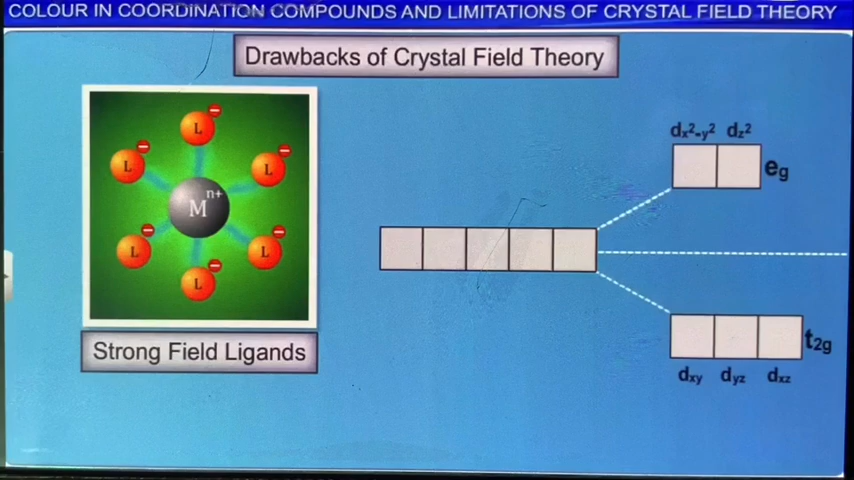 COLOUR IN COORDINATION COMPOUNDS AND LIMITATIONS OF CRYSTAL FIELD THEORY
Drawbacks of Crystal Field Theory
L
L
L
M n+
L
L
L
Strong Field Ligands
dx²-y² dz²
eg
t2g
dxy dyz dxz